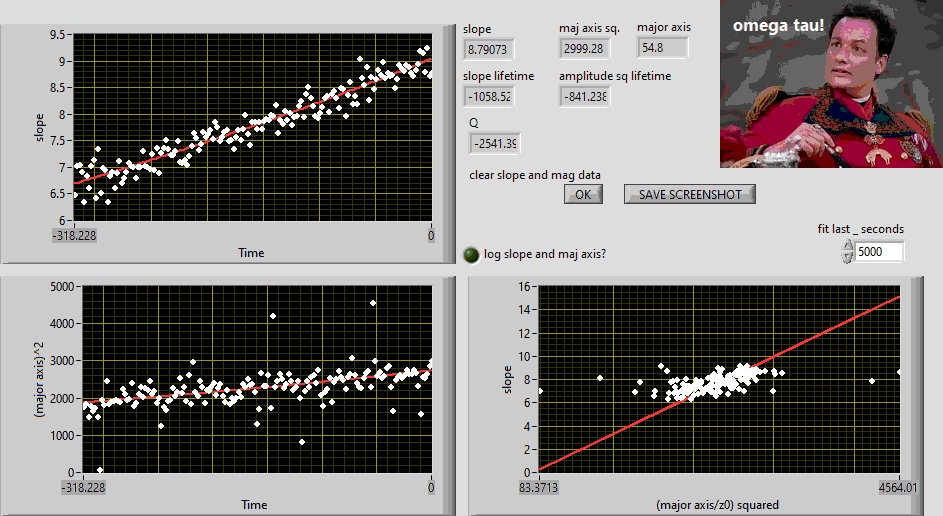 slope
maj axis sq.
major axis
8.79073
2999.28
54.8
slope lifetime
amplitude sq lifetime
-1058.52
-841.238
Q
-2541.39
clear slope and mag data
OK
SAVE SCREENSHOT
omega tau!
fit last _ seconds
5000
log slope and maj axis?
9.5
9
8.5
8
7.5
7
6.5
6
slope
-318.228
0
Time
5000
4000
3000
2000
1000
0
(major axis)^2
-318.228
0
Time
16
14
12
10
8
6
4
2
0
slope
83.3713
4564.01
(major axis/z0) squared